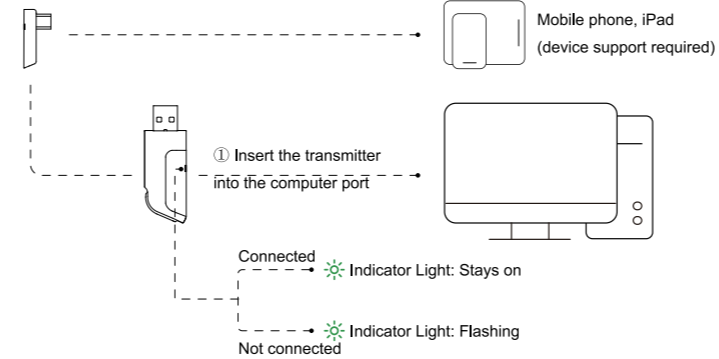 Mobile phone, iPad
(device support required)
① Insert the transmitter
into the computer port
Connected
Indicator Light: Stays on
Indicator Light: Flashing
Not connected